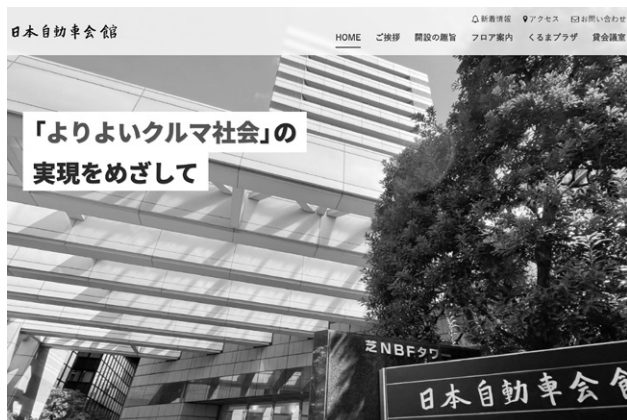 日本自動車会館
新着情報 アクセス お問い合わせ
HOME ご挨拶 開設の趣旨 フロア案内 くるまプラザ 貸会議室
「よりよいクルマ社会」の
実現をめざして
芝NBFタワー
日本自動車会館